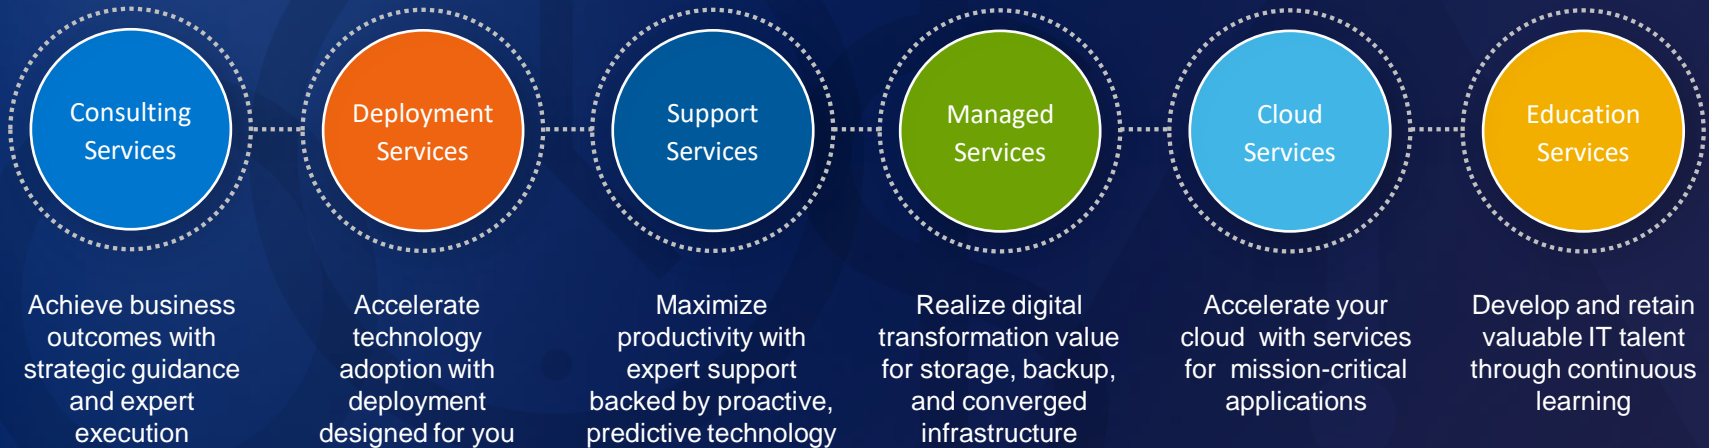 Consulting
Services
Deployment
Services
Support
Services
Managed
Services
Cloud
Services
Education
Services
Achieve business
outcomes with
strategic guidance
and expert
execution
Accelerate
technology
adoption with
deployment
designed for you
Maximize
productivity with
expert support
backed by proactive,
predictive technology
Realize digital
transformation value
for storage, backup,
and converged
infrastructure
Accelerate your
cloud with services
for mission-critical
applications
Develop and retain
valuable IT talent
through continuous
learning